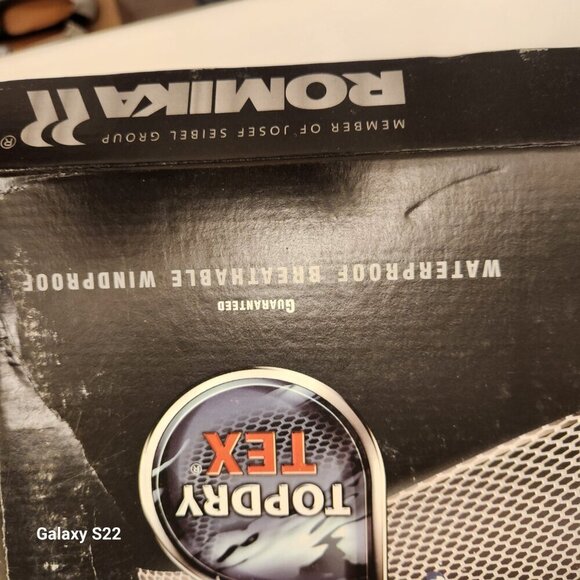 ROMIKA
MEMBER OF JOSEF SEIBEL GROUP ®
WATERPROOF BREATHABLE WINDPROOF
GUARANTEED
TOPDRY
TEX®
Galaxy S22